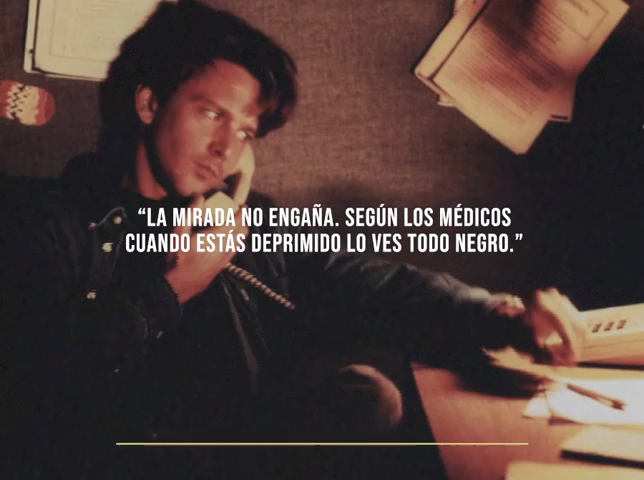 “LA MIRADA NO ENGAÑA. SEGÚN LOS MÉDICOS
CUANDO ESTÁS DEPRIMIDO LO VES TODO NEGRO.”